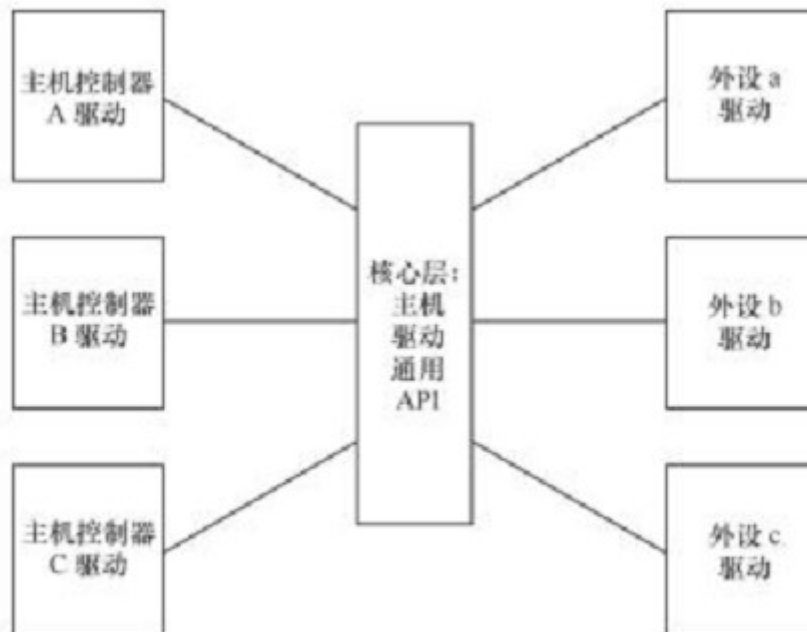 主机控制器
A 驱动
外设 a
驱动
核心层：
主机
驱动
通用
API
主机控制器
B 驱动
外设 b
驱动
主机控制器
C 驱动
外设 c
驱动